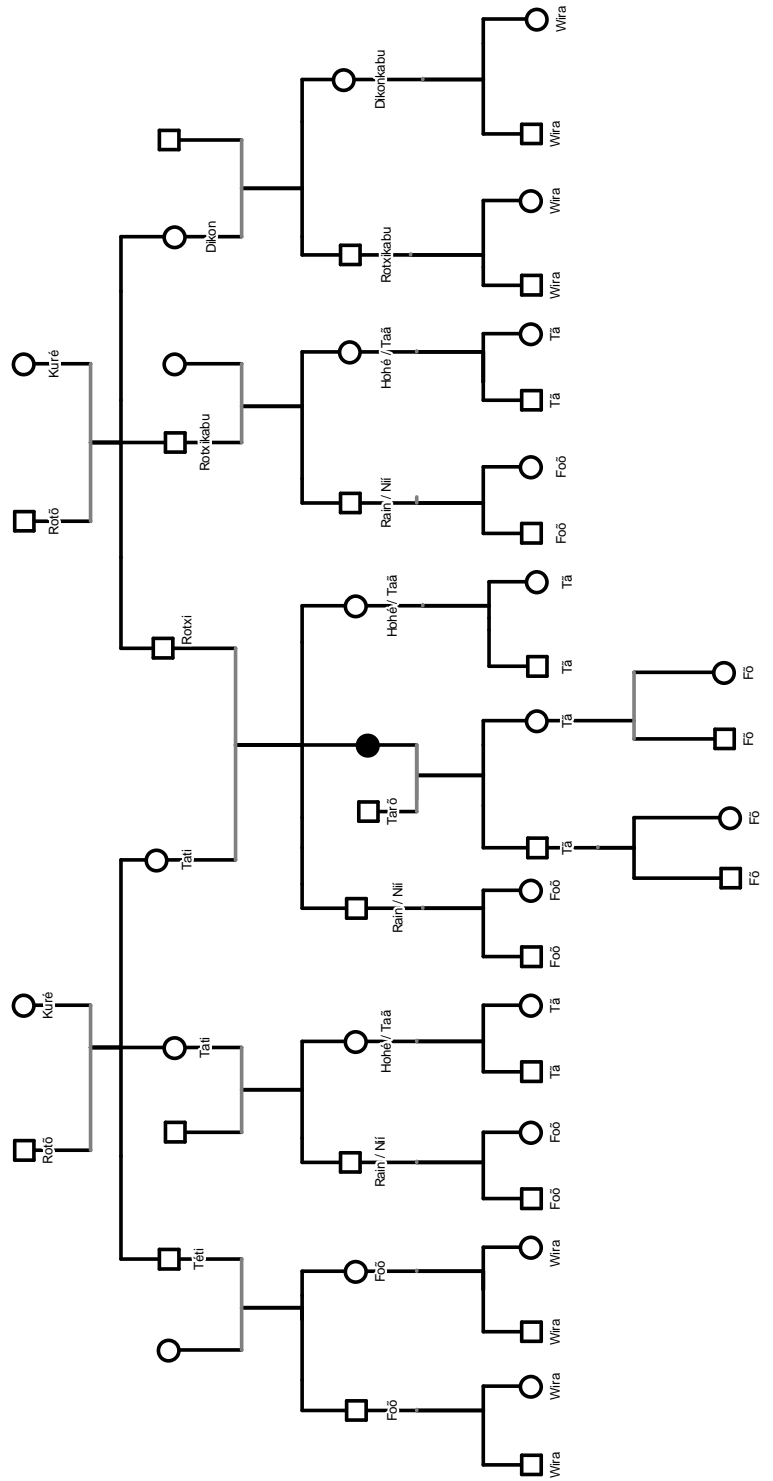 Rotõ
Kuré
Rotõ
Kuré
Téti
Tati
Tati
Rotxi
Rotxikabu
Dikon
Foõ
Foõ
Rain / Nií
Hohé / Taã
Rain / Nií
Tarõ
Hohé / Taã
Rain / Nií
Hohé / Taã
Rotxikabu
Dikonkabu
Wira
Wira
Wira
Wira
Foõ
Foõ
Tã
Tã
Foõ
Foõ
Tã
Tã
Tã
Tã
Foõ
Foõ
Tã
Tã
Wira
Wira
Wira
Wira
Fõ
Fõ
Fõ
Fõ